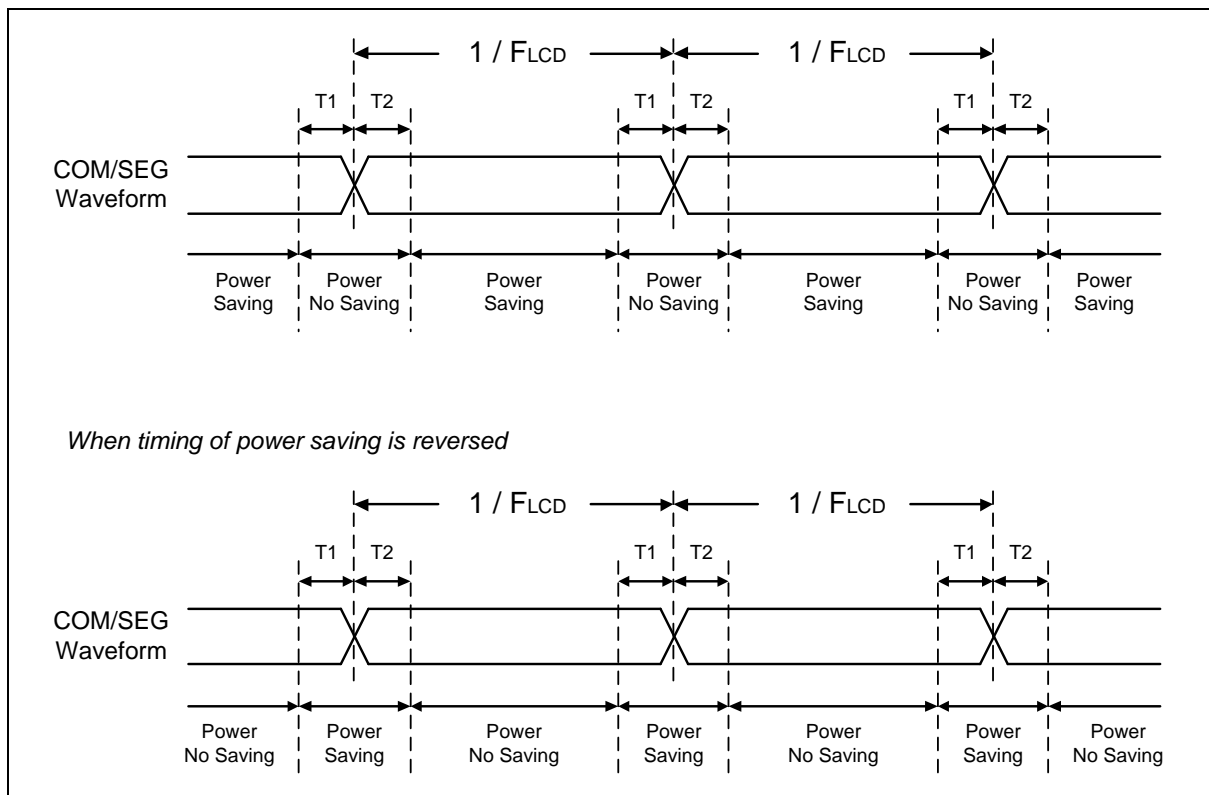 1 / FLCD 1 / FLCD
T1 T2 T1 T2 T1 T2
COM/SEG
Waveform
Power Power Power Power Power Power Power
Saving No Saving Saving No Saving Saving No Saving Saving
When timing of power saving is reversed
1 / FLCD 1 / FLCD
T1 T2 T1 T2 T1 T2
COM/SEG
Waveform
Power Power Power Power Power Power Power
No Saving Saving No Saving Saving No Saving Saving No Saving